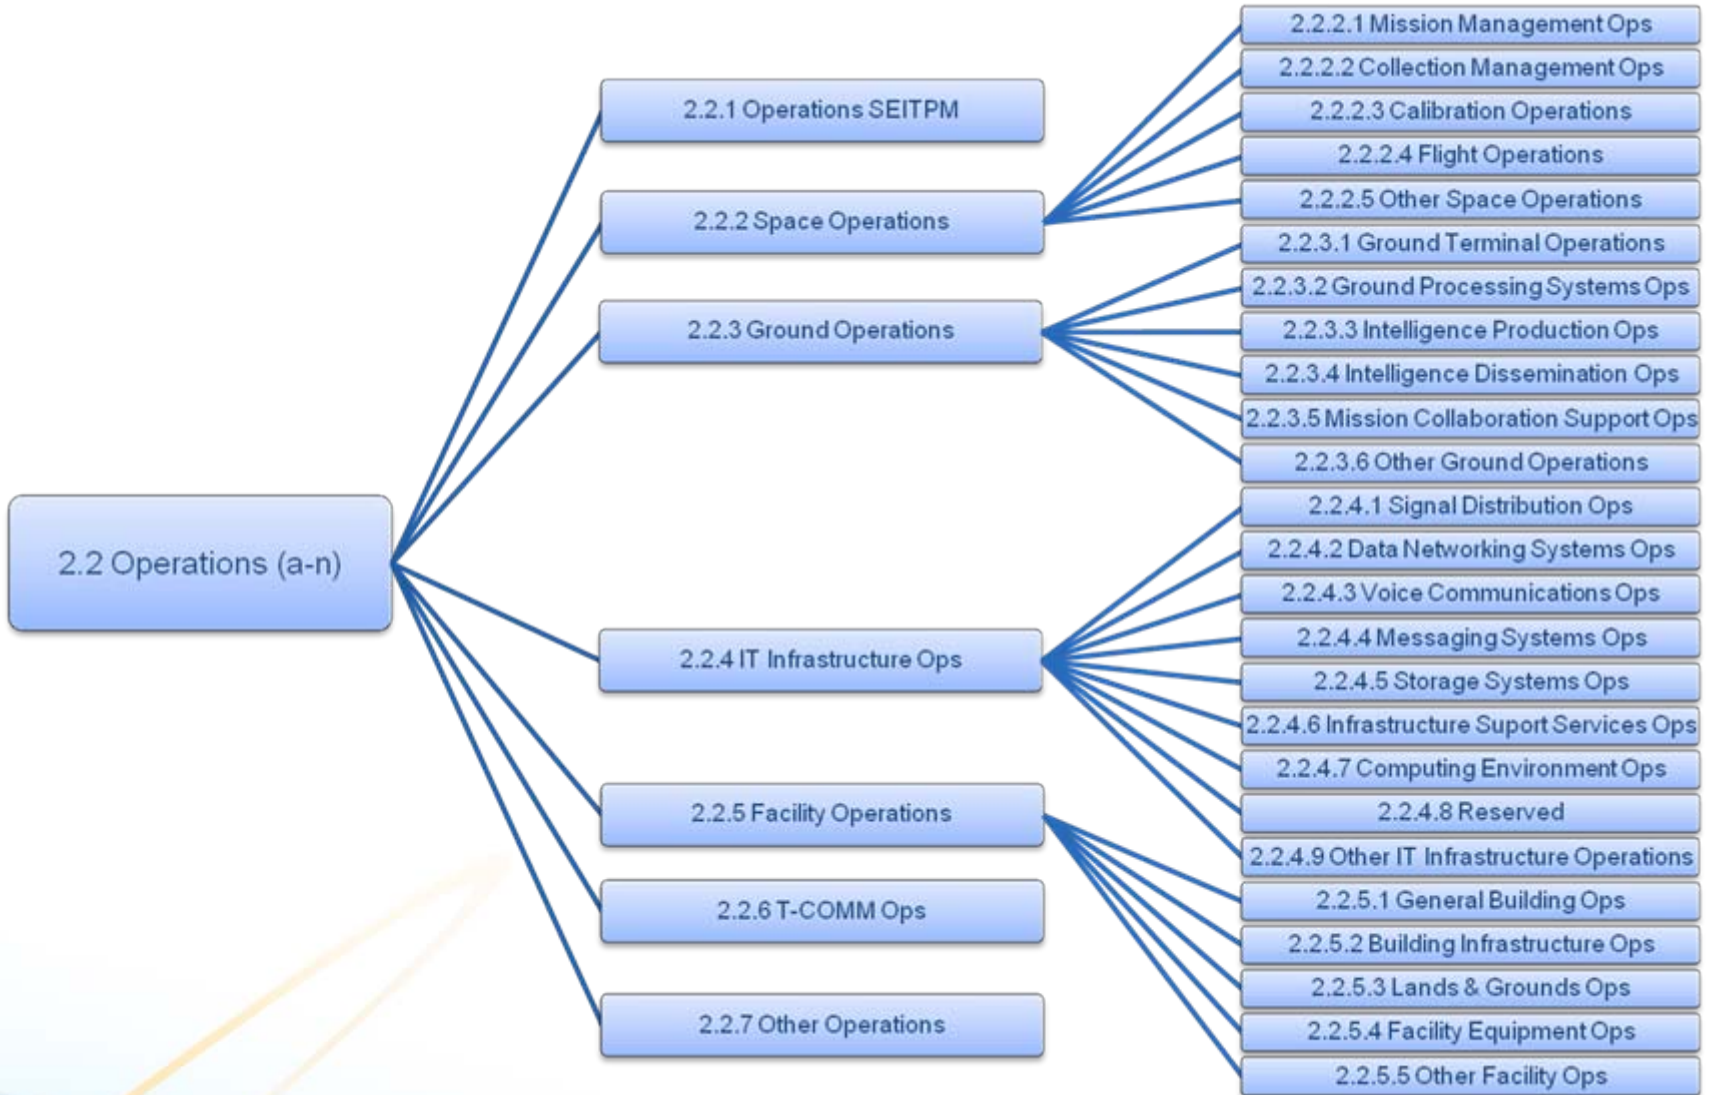 2.2 Operations (a-n)
2.2.1 Operations SEITPM
2.2.2 Space Operations
2.2.2.1 Mission Management Ops
2.2.2.2 Collection Management Ops
2.2.2.3 Calibration Operations
2.2.2.4 Flight Operations
2.2.2.5 Other Space Operations
2.2.3 Ground Operations
2.2.3.1 Ground Terminal Operations
2.2.3.2 Ground Processing Systems Ops
2.2.3.3 Intelligence Production Ops
2.2.3.4 Intelligence Dissemination Ops
2.2.3.5 Mission Collaboration Support Ops
2.2.3.6 Other Ground Operations
2.2.4 IT Infrastructure Ops
2.2.4.1 Signal Distribution Ops
2.2.4.2 Data Networking Systems Ops
2.2.4.3 Voice Communications Ops
2.2.4.4 Messaging Systems Ops
2.2.4.5 Storage Systems Ops
2.2.4.6 Infrastructure Suport Services Ops
2.2.4.7 Computing Environment Ops
2.2.4.8 Reserved
2.2.4.9 Other IT Infrastructure Operations
2.2.5 Facility Operations
2.2.5.1 General Building Ops
2.2.5.2 Building Infrastructure Ops
2.2.5.3 Lands & Grounds Ops
2.2.5.4 Facility Equipment Ops
2.2.5.5 Other Facility Ops
2.2.6 T-COMM Ops
2.2.7 Other Operations